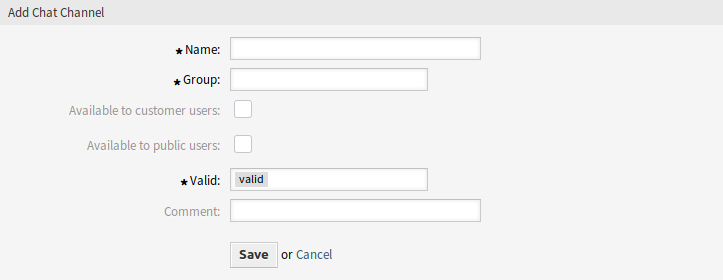 Add Chat Channel
★ Name:
★ Group:
Available to customer users:
Available to public users:
★ Valid: valid
Comment:
Save or Cancel